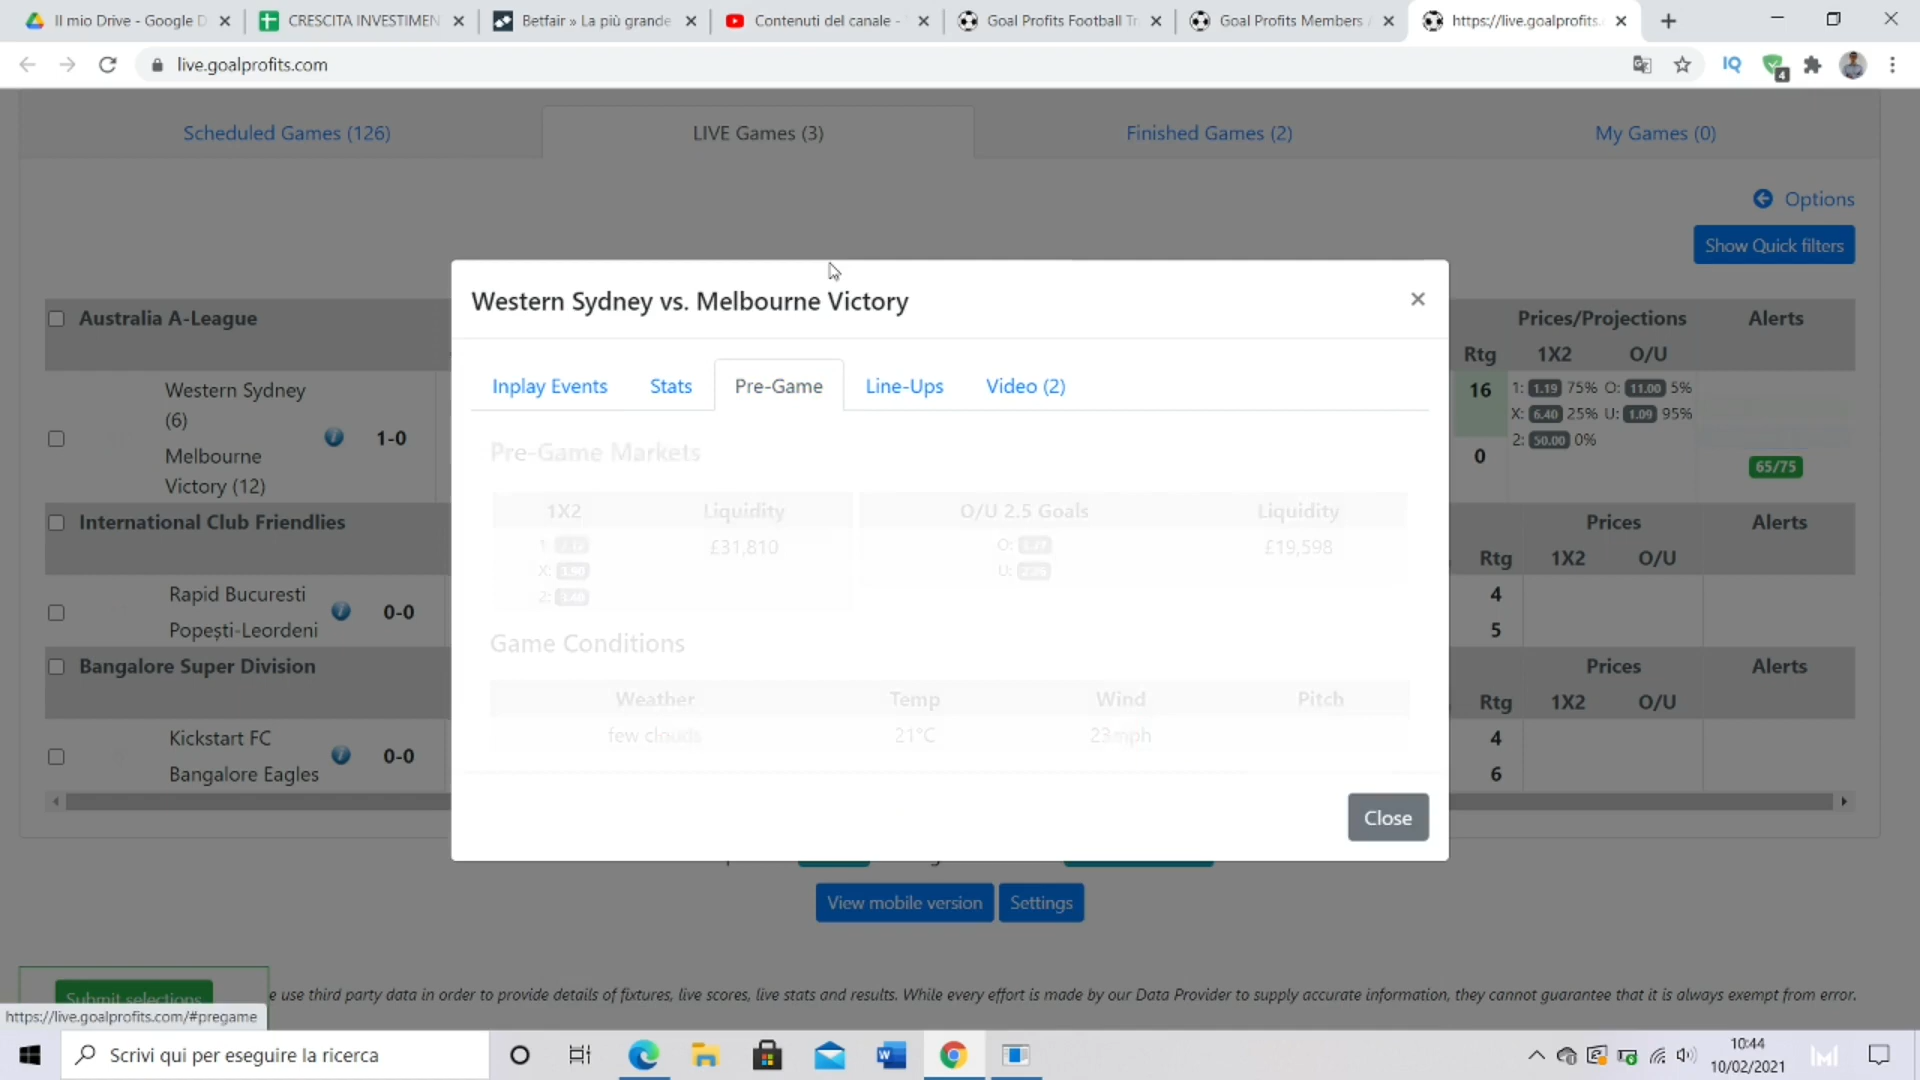 Il mio Drive - Google D
CRESCITA INVESTIMEN
Betfair » La più grande
Contenuti del canale -
Goal Profits Football Tr
Goal Profits Members
https://live.goalprofits.
live.goalprofits.com
IQ
4
Scheduled Games (126)
LIVE Games (3)
Finished Games (2)
My Games (0)
Options
Show Quick filters
Western Sydney vs. Melbourne Victory
×
Inplay Events
Stats
Pre-Game
Line-Ups
Video (2)
Pre-Game Markets
1X2
Liquidity
O/U 2.5 Goals
Liquidity
1:
£31,810
O:
£19,598
X: 3.90
U:
2: 3.40
Game Conditions
Weather
Temp
Wind
Pitch
few clouds
21°C
23mph
Close
Australia A-League
Prices/Projections
Alerts
Rtg
1X2
O/U
Western Sydney
(6)
Melbourne
Victory (12)
1-0
16
1: 1.19 75% O: 11.00 5%
X: 6.40 25% U: 1.09 95%
2: 50.00 0%
0
65/75
International Club Friendlies
Prices
Alerts
Rtg
1X2
O/U
Rapid Bucuresti
Popești-Leordeni
0-0
4
5
Bangalore Super Division
Prices
Alerts
Rtg
1X2
O/U
Kickstart FC
Bangalore Eagles
0-0
4
6
View mobile version
Settings
Submit selections
e use third party data in order to provide details of fixtures, live scores, live stats and results. While every effort is made by our Data Provider to supply accurate information, they cannot guarantee that it is always exempt from error.
https://live.goalprofits.com/#pregame
Scrivi qui per eseguire la ricerca
10:44
10/02/2021